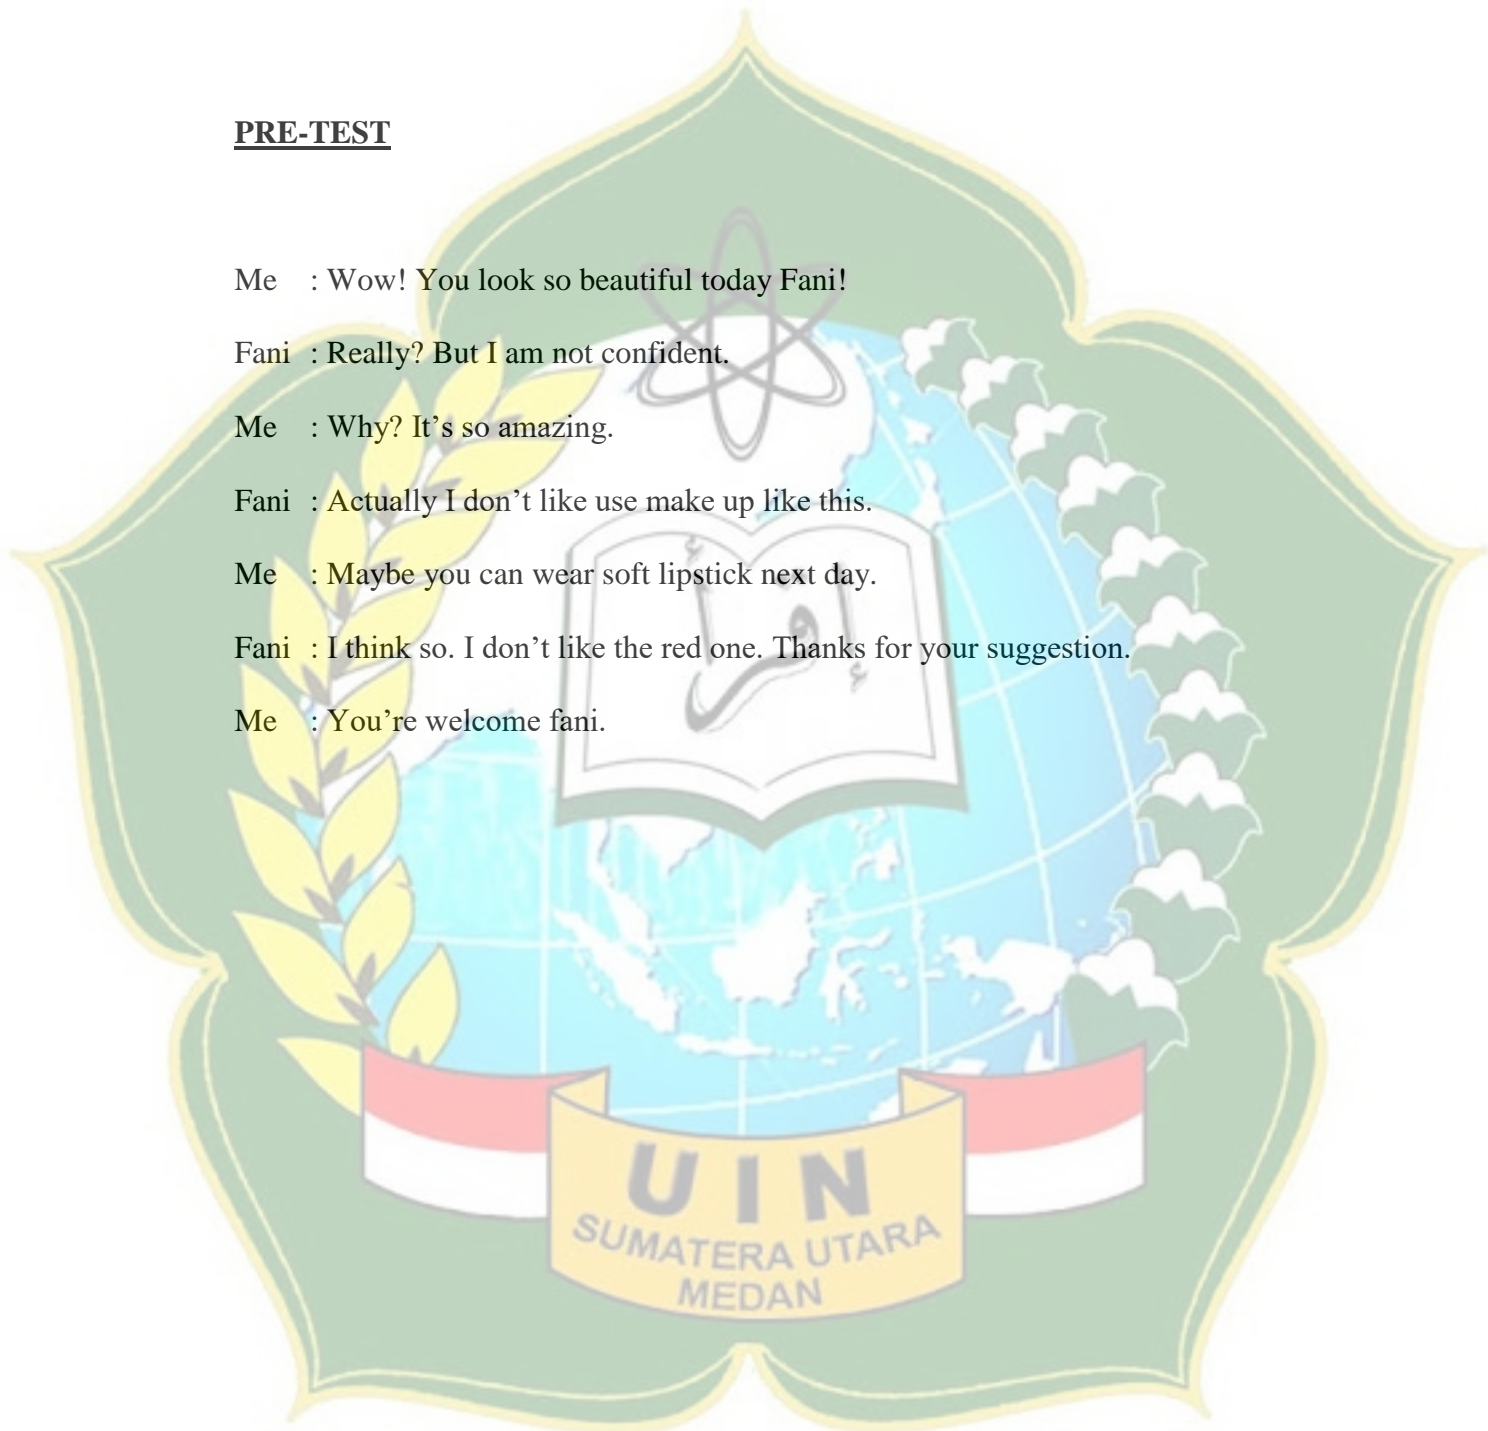 PRE-TEST
Me : Wow! You look so beautiful today Fani!
Fani : Really? But I am not confident.
Me : Why? It’s so amazing.
Fani : Actually I don’t like use make up like this.
Me : Maybe you can wear soft lipstick next day.
Fani : I think so. I don’t like the red one. Thanks for your suggestion.
Me : You’re welcome fani.
اقرأ
UIN
SUMATERA UTARA
MEDAN